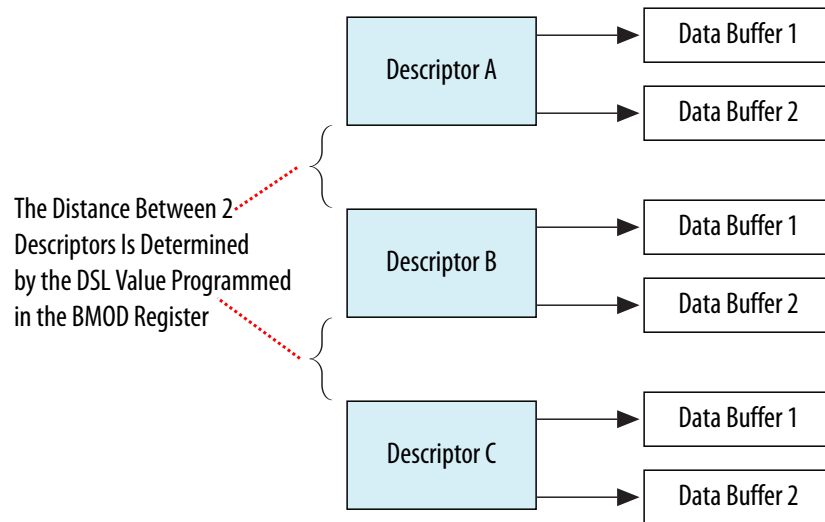 Descriptor A
Data Buffer 1
Data Buffer 2
The Distance Between 2
Descriptors Is Determined
by the DSL Value Programmed
in the BMOD Register
Descriptor B
Data Buffer 1
Data Buffer 2
Descriptor C
Data Buffer 1
Data Buffer 2